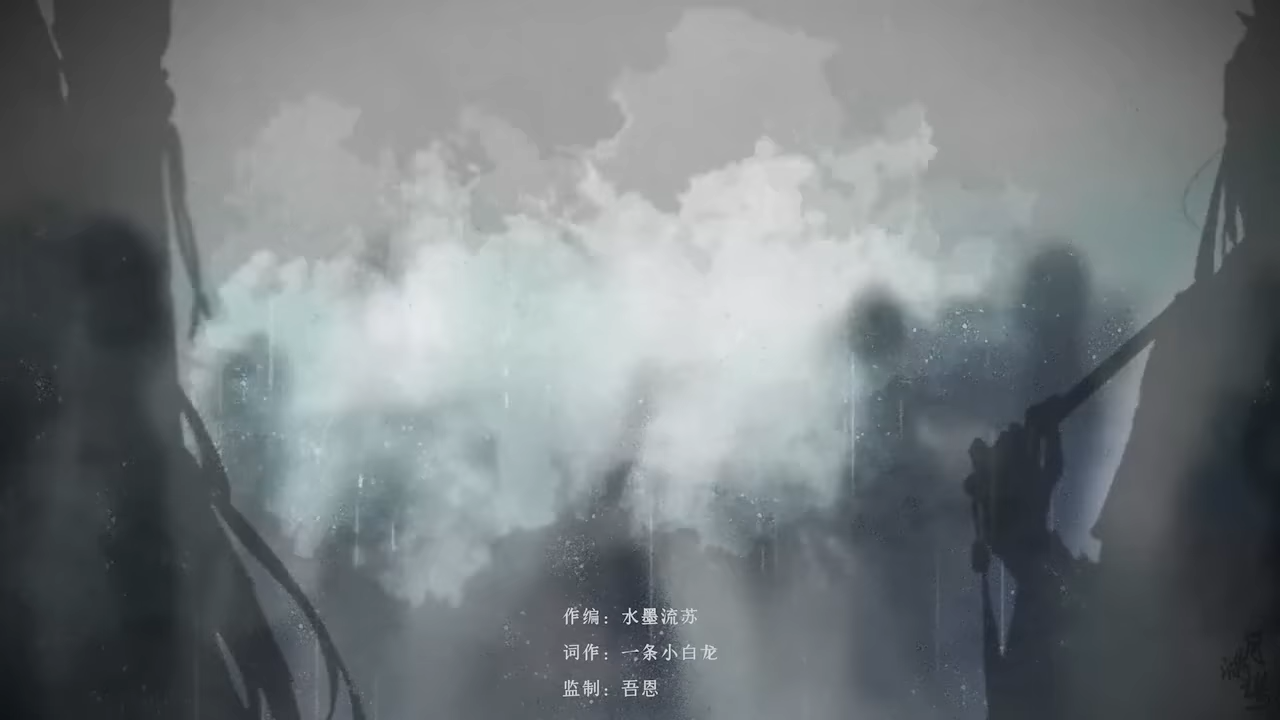 作编：水墨流苏
词作：一条小白龙
监制：吾恩